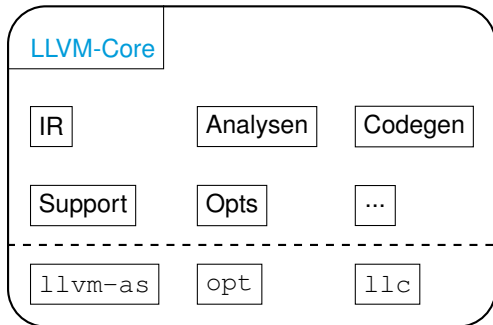 LLVM-Core
IR Analysen Codegen
Support Opts ...
llvm-as opt llc